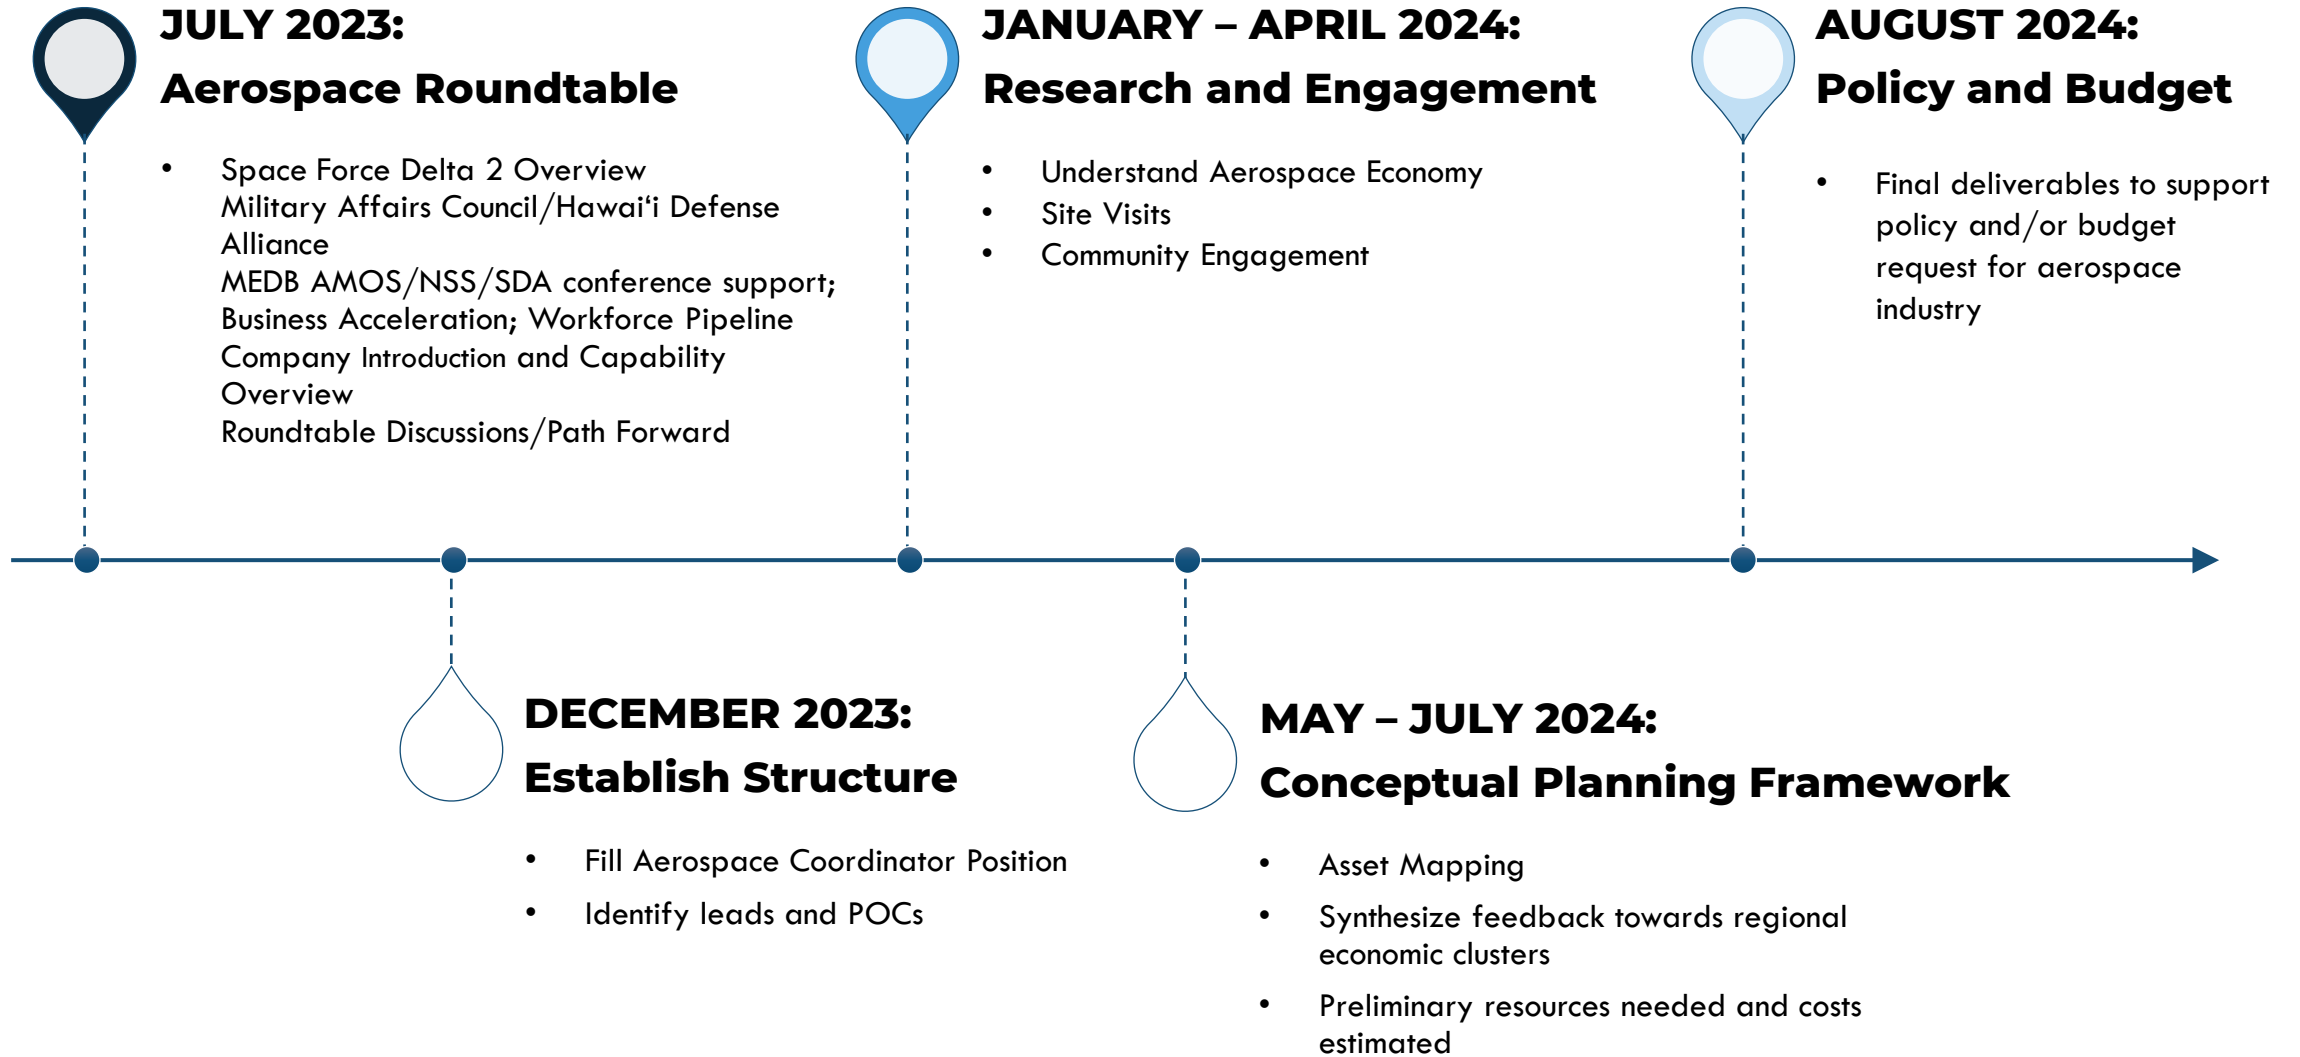 JULY 2023:
Aerospace Roundtable
• Space Force Delta 2 Overview
Military Affairs Council/Hawai‘i Defense
Alliance
MEDB AMOS/NSS/SDA conference support;
Business Acceleration; Workforce Pipeline
Company Introduction and Capability
Overview
Roundtable Discussions/Path Forward
DECEMBER 2023:
Establish Structure
• Fill Aerospace Coordinator Position
• Identify leads and POCs
JANUARY – APRIL 2024:
Research and Engagement
• Understand Aerospace Economy
• Site Visits
• Community Engagement
MAY – JULY 2024:
Conceptual Planning Framework
• Asset Mapping
• Synthesize feedback towards regional
economic clusters
• Preliminary resources needed and costs
estimated
AUGUST 2024:
Policy and Budget
• Final deliverables to support
policy and/or budget
request for aerospace
industry